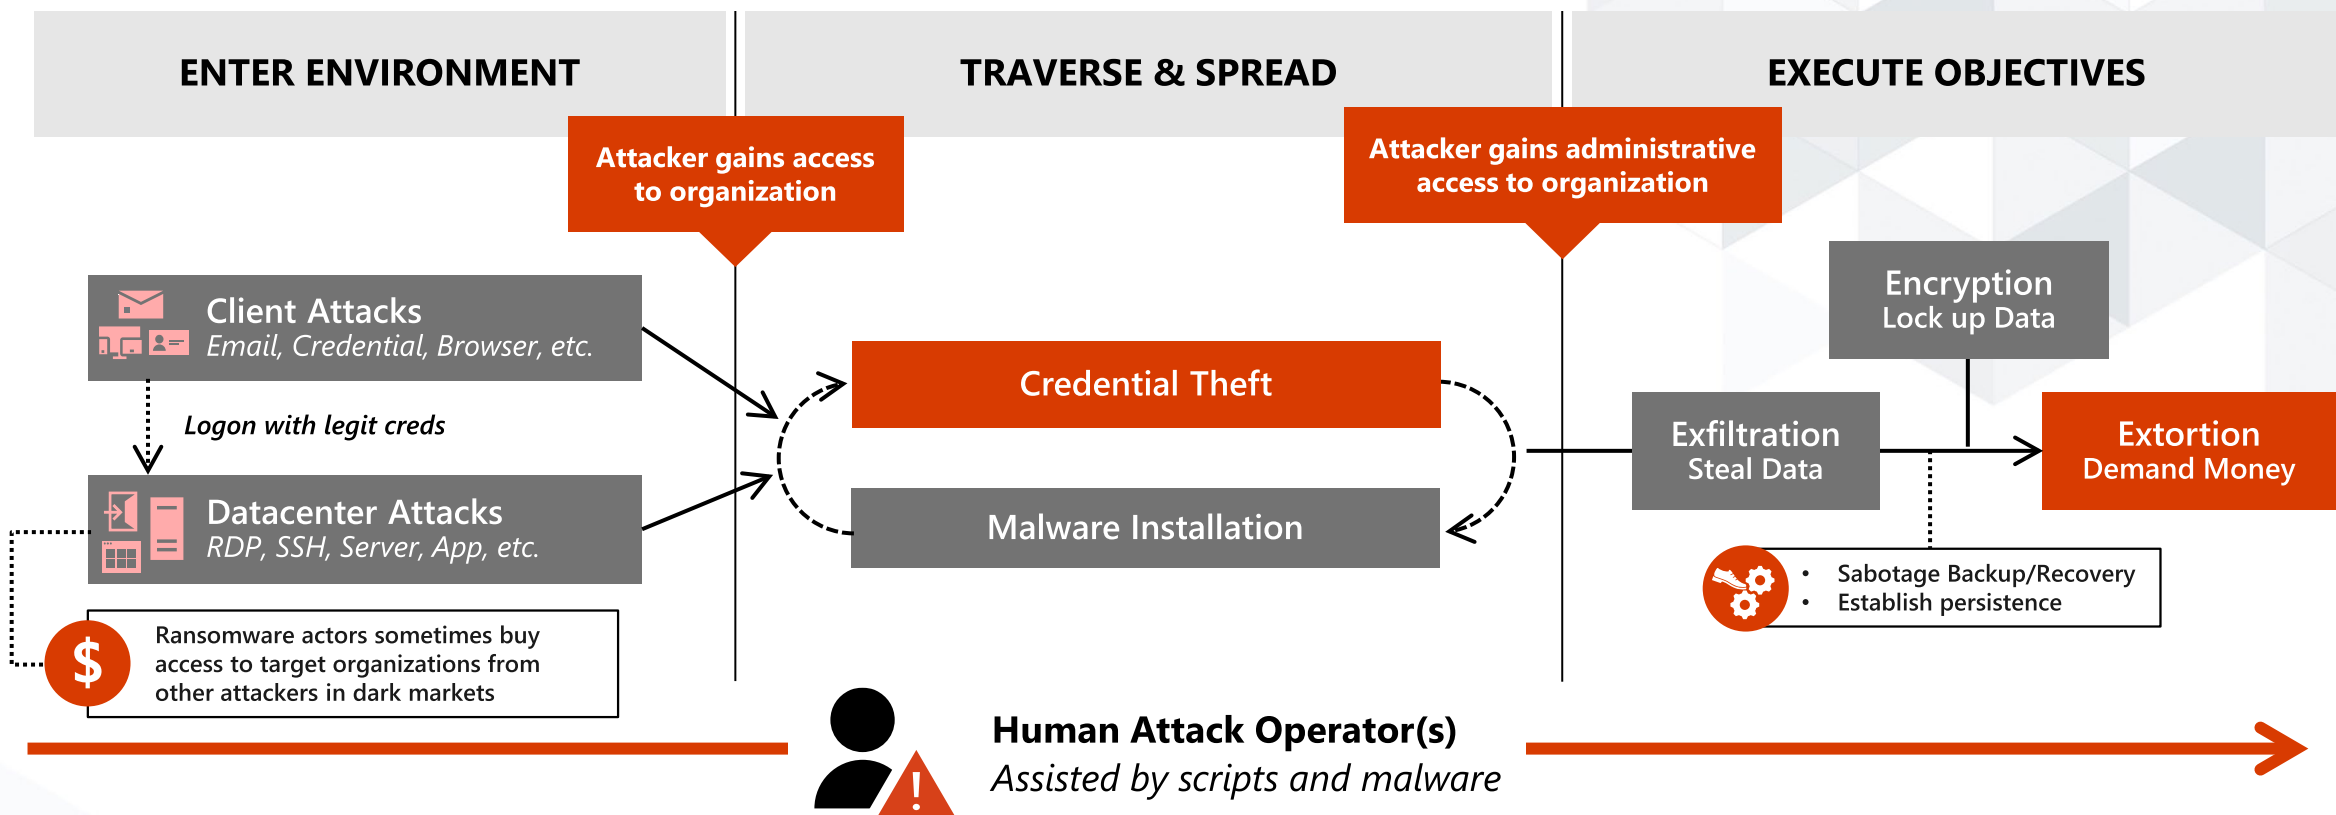 ENTER ENVIRONMENT
TRAVERSE & SPREAD
EXECUTE OBJECTIVES
Attacker gains access
to organization
Attacker gains administrative
access to organization
Client Attacks
Email, Credential, Browser, etc.
Logon with legit creds
Datacenter Attacks
RDP, SSH, Server, App, etc.
$
Ransomware actors sometimes buy
access to target organizations from
other attackers in dark markets
Credential Theft
Malware Installation
Encryption
Lock up Data
Exfiltration
Steal Data
Extortion
Demand Money
• Sabotage Backup/Recovery
• Establish persistence
!
Human Attack Operator(s)
Assisted by scripts and malware